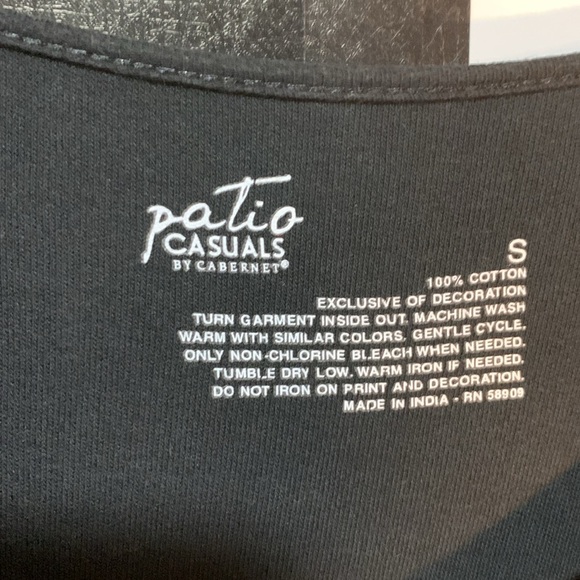 patio
CASUALS
BY CABERNET®
S
100% COTTON
EXCLUSIVE OF DECORATION
TURN GARMENT INSIDE OUT. MACHINE WASH
WARM WITH SIMILAR COLORS. GENTLE CYCLE.
ONLY NON-CHLORINE BLEACH WHEN NEEDED.
TUMBLE DRY LOW. WARM IRON IF NEEDED.
DO NOT IRON ON PRINT AND DECORATION.
MADE IN INDIA - RN 58909